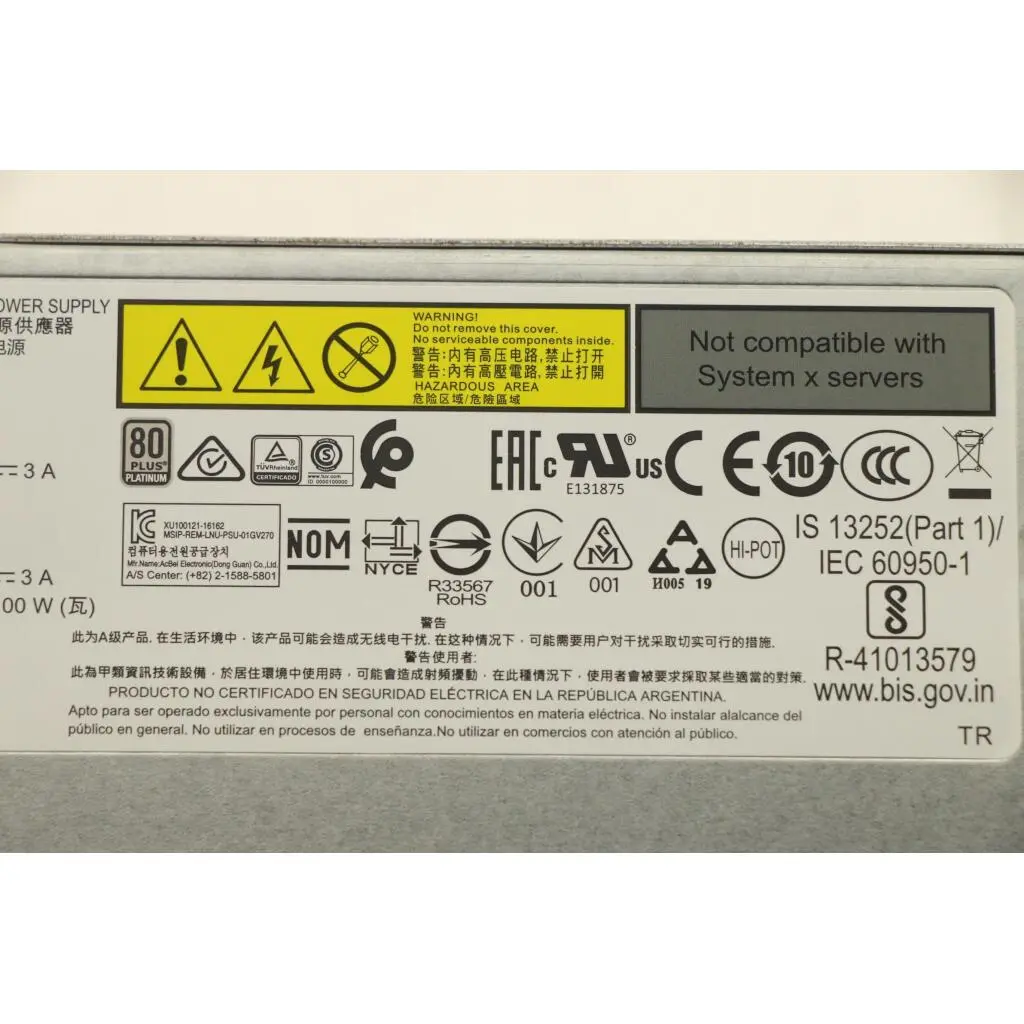 OWER SUPPLY
源供應器
电源
WARNING!
Do not remove this cover.
No serviceable components inside.
警告:内有高压电路,禁止打开
警告:內有高壓電路,禁止打開
HAZARDOUS AREA
危险区域/危險區域
Not compatible with
System x servers
3 A
80
PLUS®
PLATINUM
TÜVRheinland
CERTIFICADO
S
www.tuv.com
ID 0000100000
EAC
c RU ® US
E131875
CE
10
CCC
XU100121-16162
MSIP-REM-LNU-PSU-01GV270
컴퓨터용전원공급장치
Mfr.Name:AcBel Electronic(Dong Guan) Co.,Ltd.
A/S Center: (+82) 2-1588-5801
NOM
NYCE
R33567
RoHS
001
001
И005 19
HI-POT
IS 13252(Part 1)/
IEC 60950-1
3 A
00 W (瓦)
警告
此为A级产品. 在生活环境中，该产品可能会造成无线电干扰. 在这种情况下，可能需要用户对干扰采取切实可行的措施.
警告使用者:
此為甲類資訊技術設備，於居住環境中使用時，可能會造成射頻擾動，在此種情況下，使用者會被要求採取某些適當的對策.
PRODUCTO NO CERTIFICADO EN SEGURIDAD ELÉCTRICA EN LA REPÚBLICA ARGENTINA.
Apto para ser operado exclusivamente por personal con conocimientos en materia eléctrica. No instalar alalcance del
público en general. No utilizar en procesos de enseñanza.No utilizar en comercios con atención al público.
R-41013579
www.bis.gov.in
TR